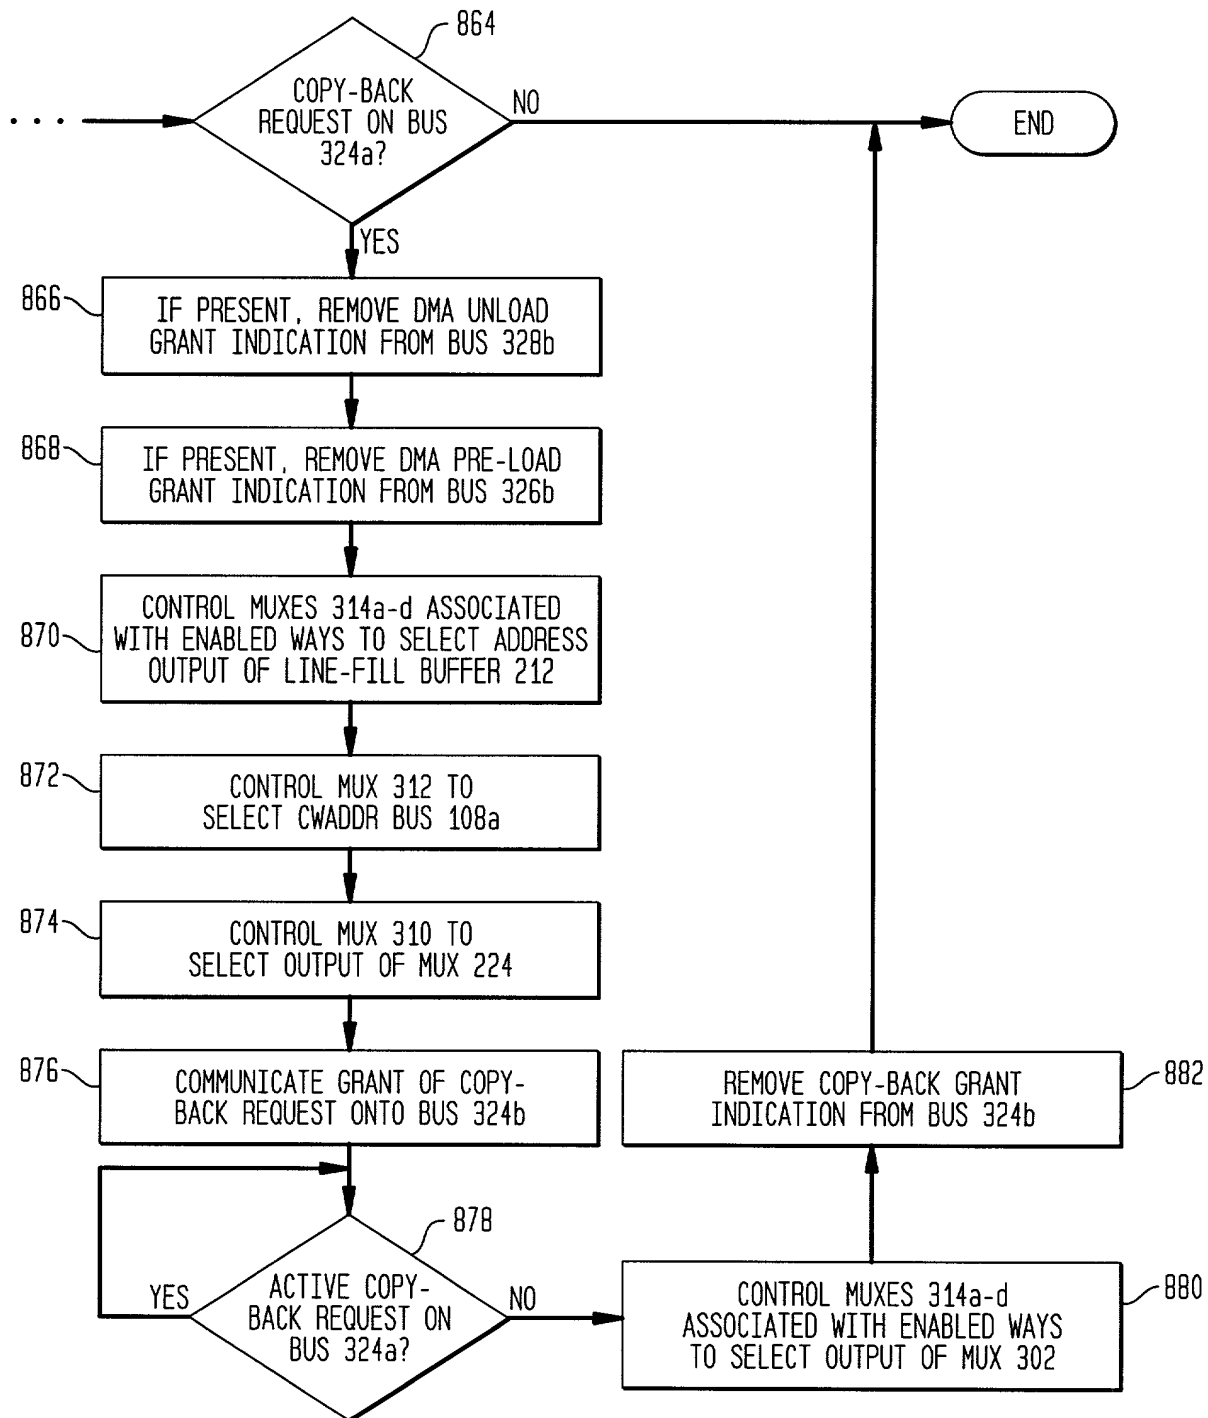 864
COPY-BACK
REQUEST ON BUS
324a?
NO
END
. . .
YES
866
IF PRESENT, REMOVE DMA UNLOAD
GRANT INDICATION FROM BUS 328b
868
IF PRESENT, REMOVE DMA PRE-LOAD
GRANT INDICATION FROM BUS 326b
870
CONTROL MUXES 314a-d ASSOCIATED
WITH ENABLED WAYS TO SELECT ADDRESS
OUTPUT OF LINE-FILL BUFFER 212
872
CONTROL MUX 312 TO
SELECT CWADDR BUS 108a
874
CONTROL MUX 310 TO
SELECT OUTPUT OF MUX 224
876
COMMUNICATE GRANT OF COPY-
BACK REQUEST ONTO BUS 324b
878
ACTIVE COPY-
BACK REQUEST ON
BUS 324a?
YES
NO
880
CONTROL MUXES 314a-d
ASSOCIATED WITH ENABLED WAYS
TO SELECT OUTPUT OF MUX 302
882
REMOVE COPY-BACK GRANT
INDICATION FROM BUS 324b